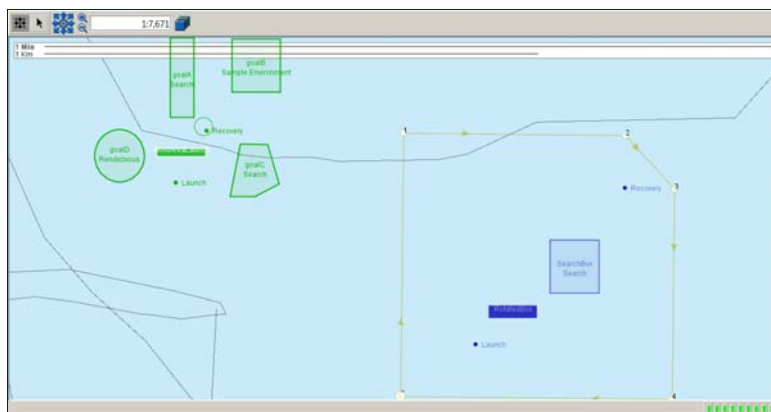 1:7,671
1 Mile
1 Km
goalA
Search
goalB
Sample Environment
Recovery
goalD
Rendezvous
goalC
Search
Launch
1
2
3
Recovery
SearchBox
Search
RotatedBox
Launch
4